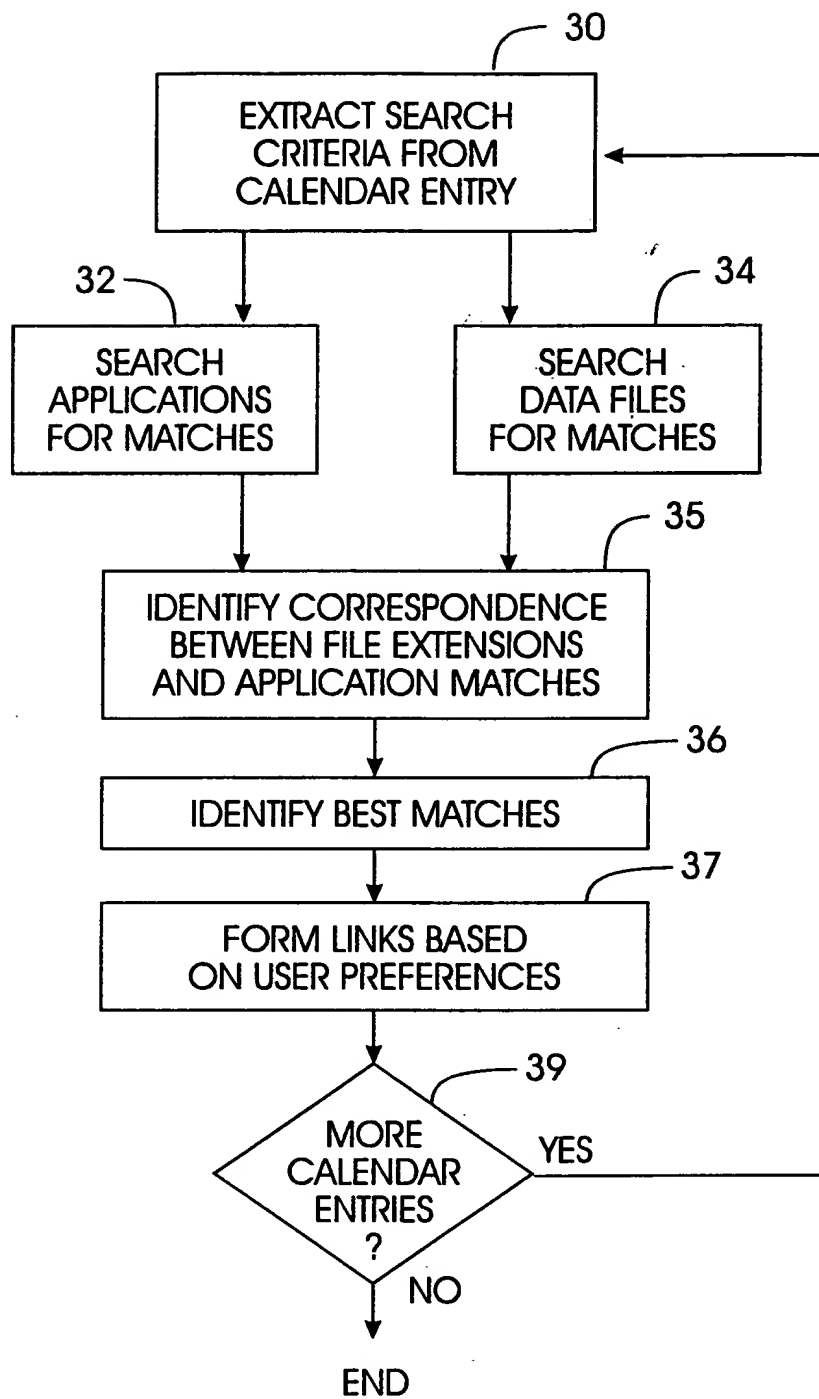 30
EXTRACT SEARCH
CRITERIA FROM
CALENDAR ENTRY
32
SEARCH
APPLICATIONS
FOR MATCHES
34
SEARCH
DATA FILES
FOR MATCHES
35
IDENTIFY CORRESPONDENCE
BETWEEN FILE EXTENSIONS
AND APPLICATION MATCHES
36
IDENTIFY BEST MATCHES
37
FORM LINKS BASED
ON USER PREFERENCES
39
MORE
CALENDAR
ENTRIES
?
YES
NO
END